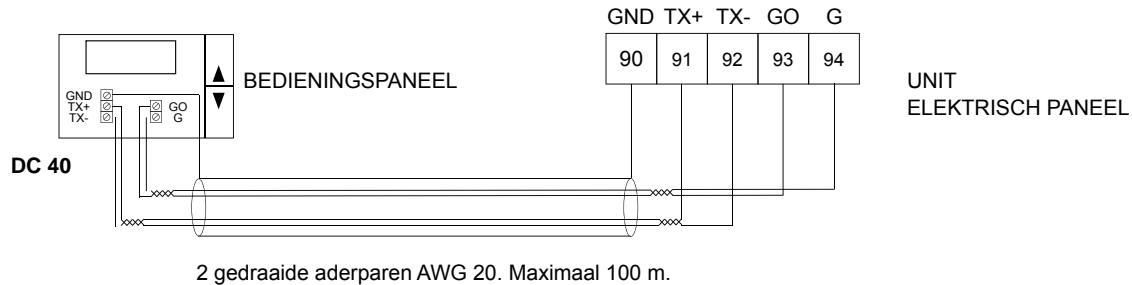 GND TX+ TX- GO G
90 91 92 93 94
BEDIENINGSPANEEL
UNIT
ELEKTRISCH PANEEL
GND
TX+ GO
TX- G
DC 40
2 gedraaide aderparen AWG 20. Maximaal 100 m.